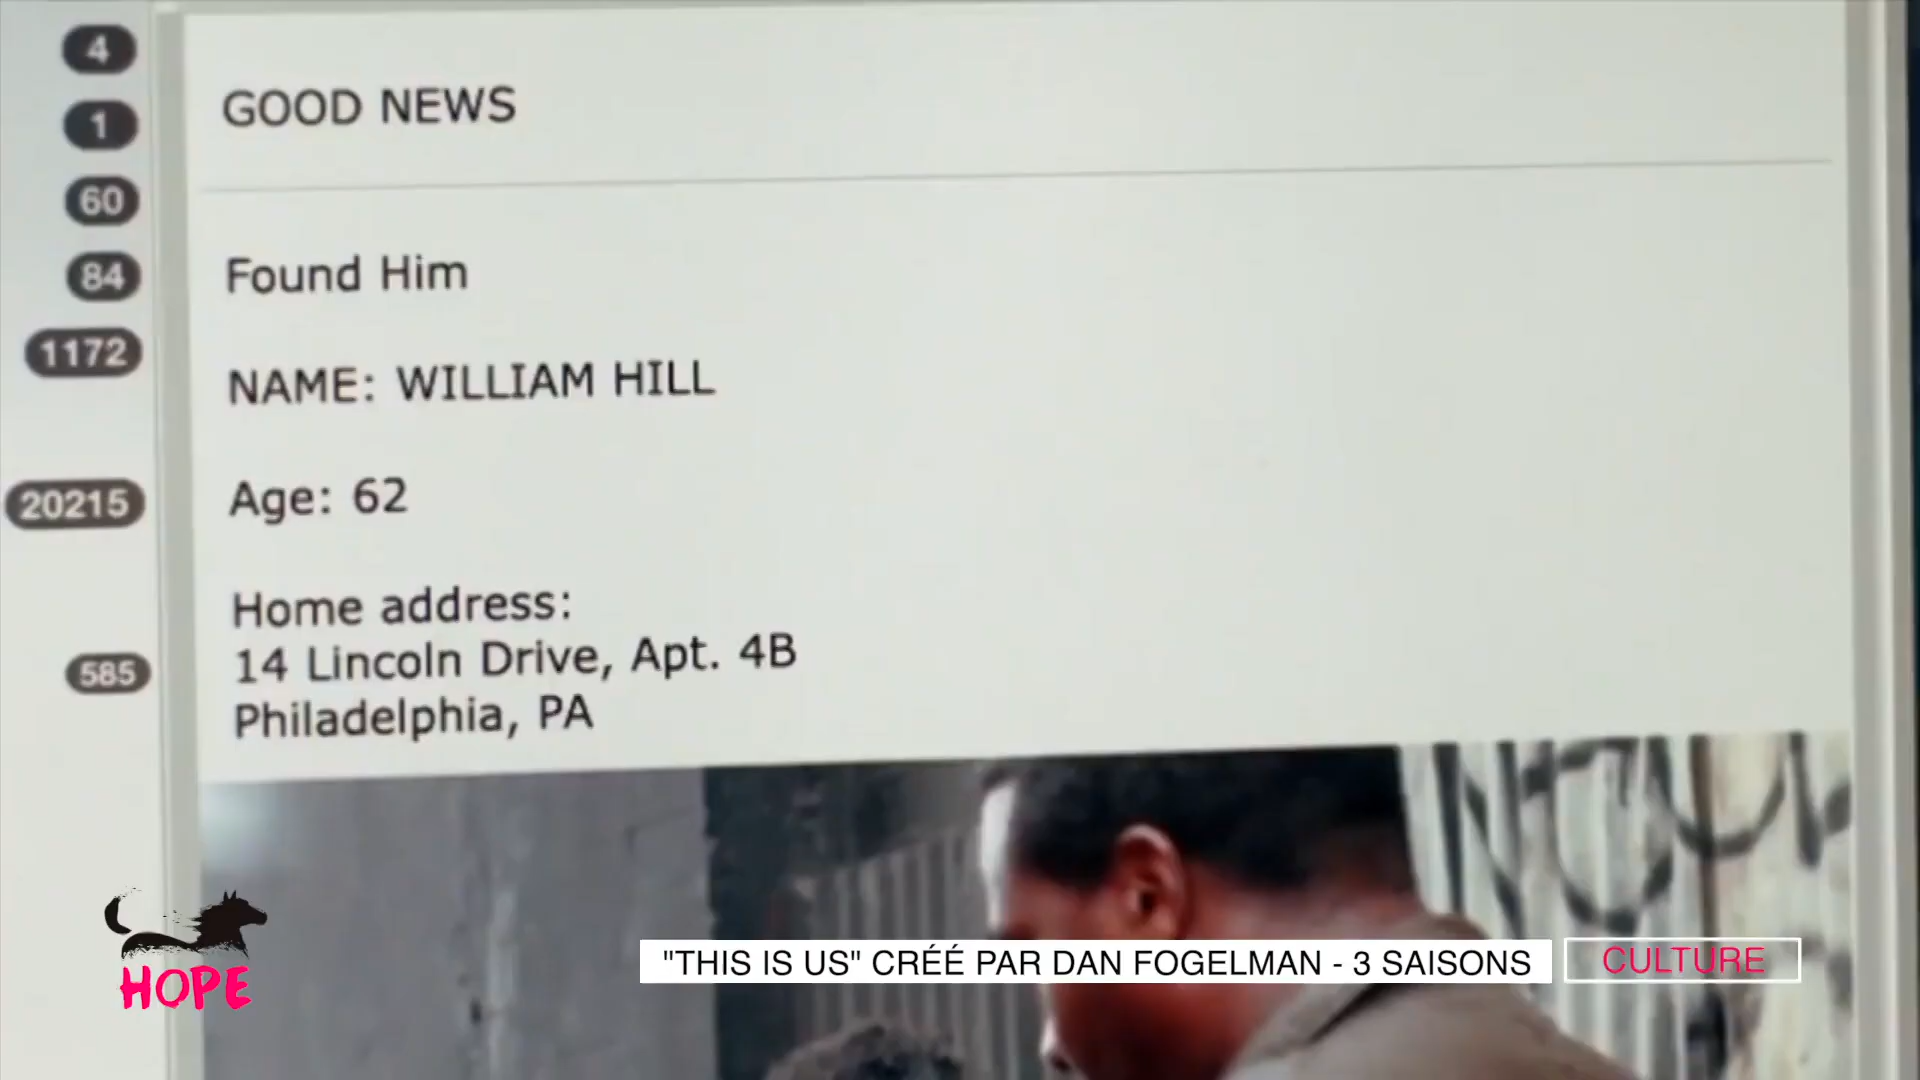 4
1
60
84
1172
20215
585
GOOD NEWS
Found Him
NAME: WILLIAM HILL
Age: 62
Home address:
14 Lincoln Drive, Apt. 4B
Philadelphia, PA
HOPE
"THIS IS US" CRÉÉ PAR DAN FOGELMAN - 3 SAISONS
CULTURE